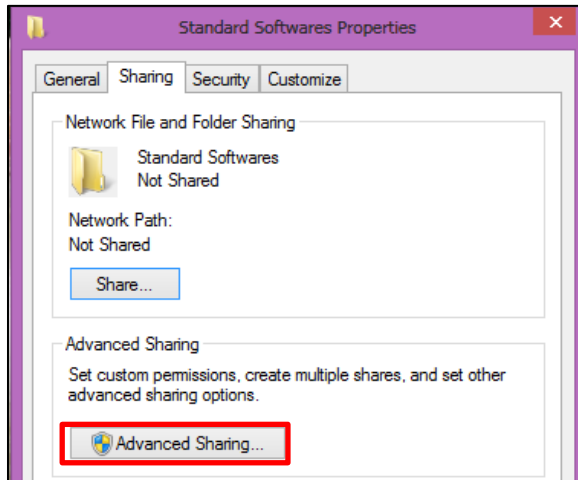 Standard Softwares Properties
General Sharing Security Customize
Network File and Folder Sharing
Standard Softwares
Not Shared
Network Path:
Not Shared
Share...
Advanced Sharing
Set custom permissions, create multiple shares, and set other
advanced sharing options.
Advanced Sharing...